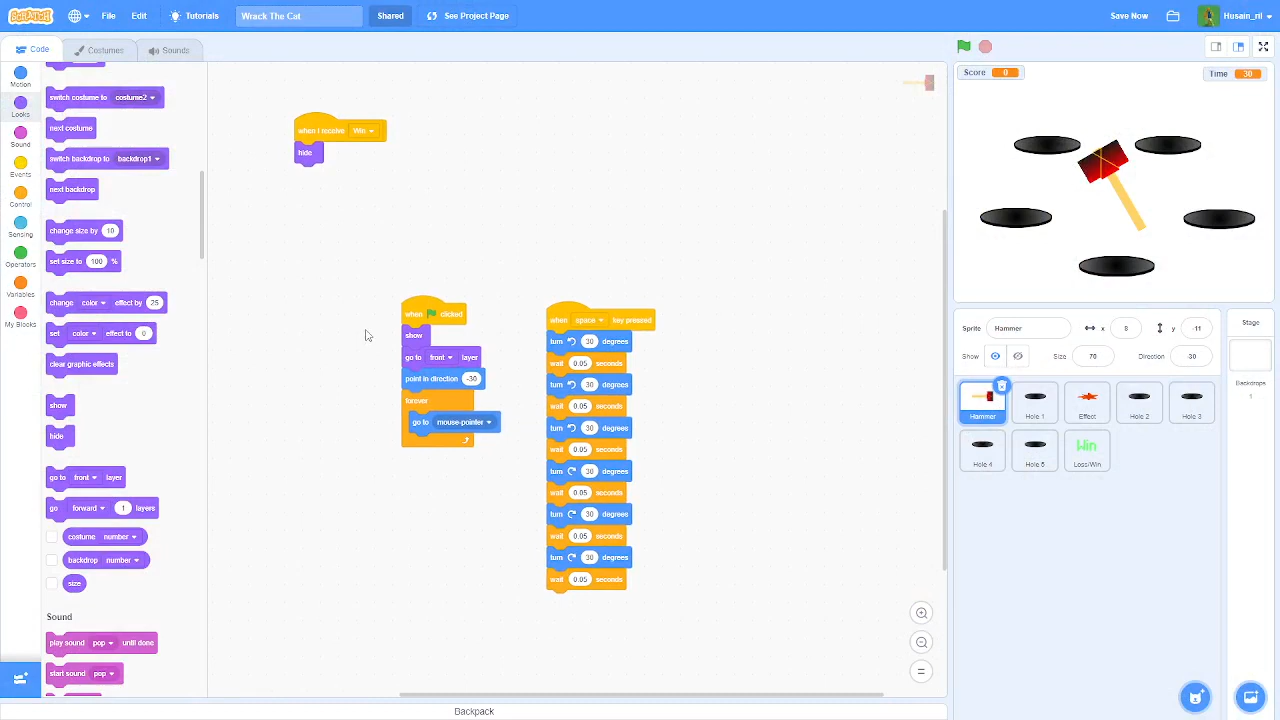 SCRATCH File Edit Tutorials Wrack The Cat Shared See Project Page Save Now Husain_ril
Code Costumes Sounds
Motion
Looks
Sound
Events
Control
Sensing
Operators
Variables
My Blocks
switch costume to costume2
next costume
switch backdrop to backdrop1
next backdrop
change size by 10
set size to 100 %
change color effect by 25
set color effect to 0
clear graphic effects
show
hide
go to front layer
go forward 1 layers
costume number
backdrop number
size
Sound
play sound pop until done
start sound pop
when I receive Win
hide
when clicked
show
go to front layer
point in direction -30
forever
go to mouse-pointer
when space key pressed
turn 30 degrees
wait 0.05 seconds
turn 30 degrees
wait 0.05 seconds
turn 30 degrees
wait 0.05 seconds
turn 30 degrees
wait 0.05 seconds
turn 30 degrees
wait 0.05 seconds
turn 30 degrees
wait 0.05 seconds
Score 0 Time 30
Sprite Hammer x 8 y -11
Show Size 70 Direction -30
Hammer Hole 1 Effect Hole 2 Hole 3
Win
Hole 4 Hole 5 Loss/Win
Stage
Backdrops
1
Backpack